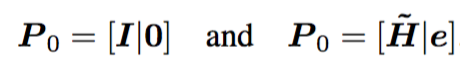 P₀ = [I|0] and P₀ = [H̃|e]